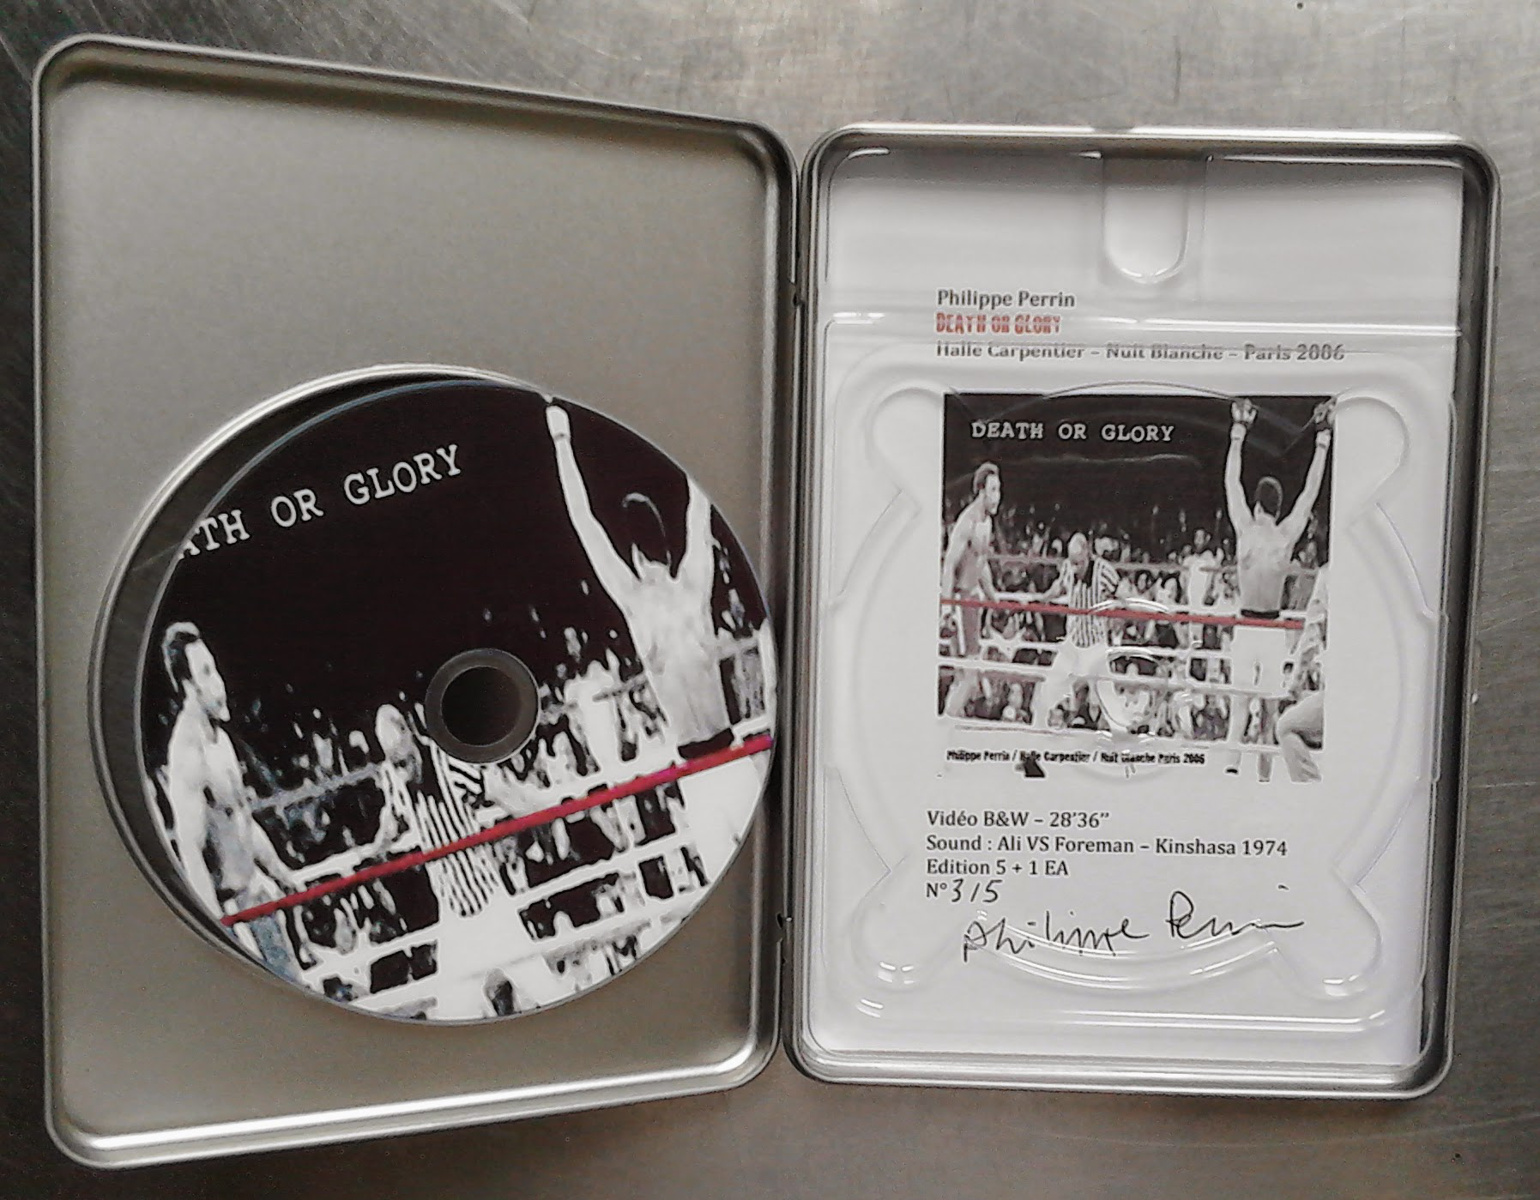 ATH OR GLORY
Philippe Perrin
DEATH OR GLORY
Halle Carpentier – Nuit Blanche – Paris 2006
DEATH OR GLORY
Philippe Perrin / Halle Carpentier / Nuit Blanche Paris 2006
Vidéo B&W – 28'36"
Sound : Ali VS Foreman – Kinshasa 1974
Edition 5 + 1 EA
N° 3/5
Philippe Perrin